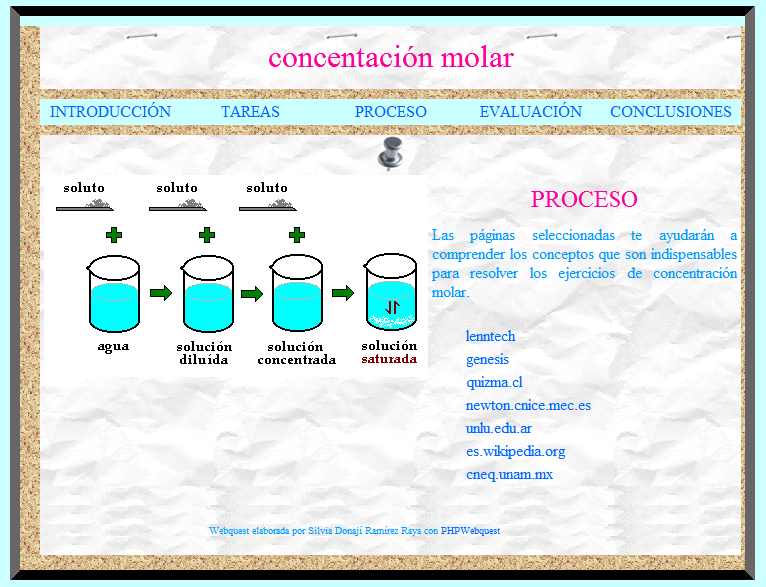 concentación molar
INTRODUCCIÓN TAREAS PROCESO EVALUACIÓN CONCLUSIONES
soluto soluto soluto
agua
solución
diluída
solución
concentrada
solución
saturada
PROCESO
Las páginas seleccionadas te ayudarán a
comprender los conceptos que son indispensables
para resolver los ejercicios de concentración
molar.
lenntech
genesis
quizma.cl
newton.cnice.mec.es
unlu.edu.ar
es.wikipedia.org
cneq.unam.mx
Webquest elaborada por Silvia Donají Ramírez Raya con PHPWebquest